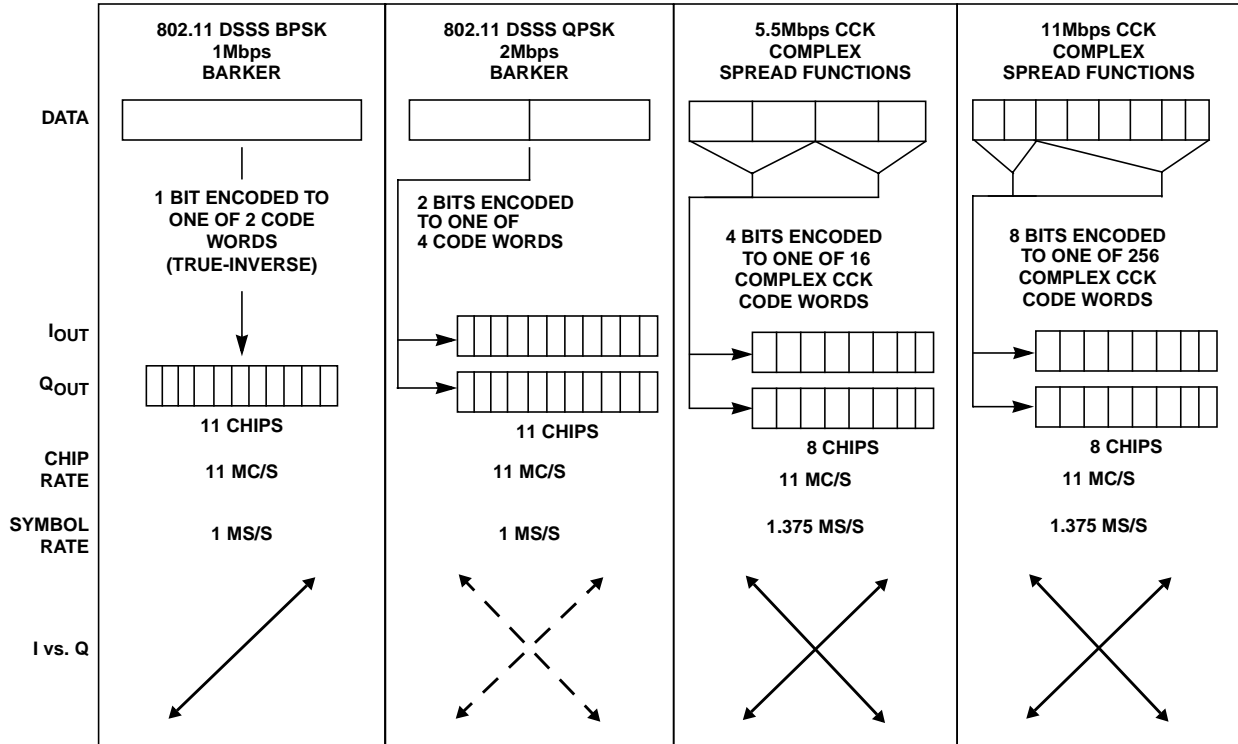 802.11 DSSS BPSK
1Mbps
BARKER
802.11 DSSS QPSK
2Mbps
BARKER
5.5Mbps CCK
COMPLEX
SPREAD FUNCTIONS
11Mbps CCK
COMPLEX
SPREAD FUNCTIONS
DATA
1 BIT ENCODED TO
ONE OF 2 CODE
WORDS
(TRUE-INVERSE)
2 BITS ENCODED
TO ONE OF
4 CODE WORDS
4 BITS ENCODED
TO ONE OF 16
COMPLEX CCK
CODE WORDS
8 BITS ENCODED
TO ONE OF 256
COMPLEX CCK
CODE WORDS
IOUT
QOUT
11 CHIPS
11 CHIPS
8 CHIPS
8 CHIPS
CHIP
RATE
11 MC/S
11 MC/S
11 MC/S
11 MC/S
SYMBOL
RATE
1 MS/S
1 MS/S
1.375 MS/S
1.375 MS/S
I vs. Q